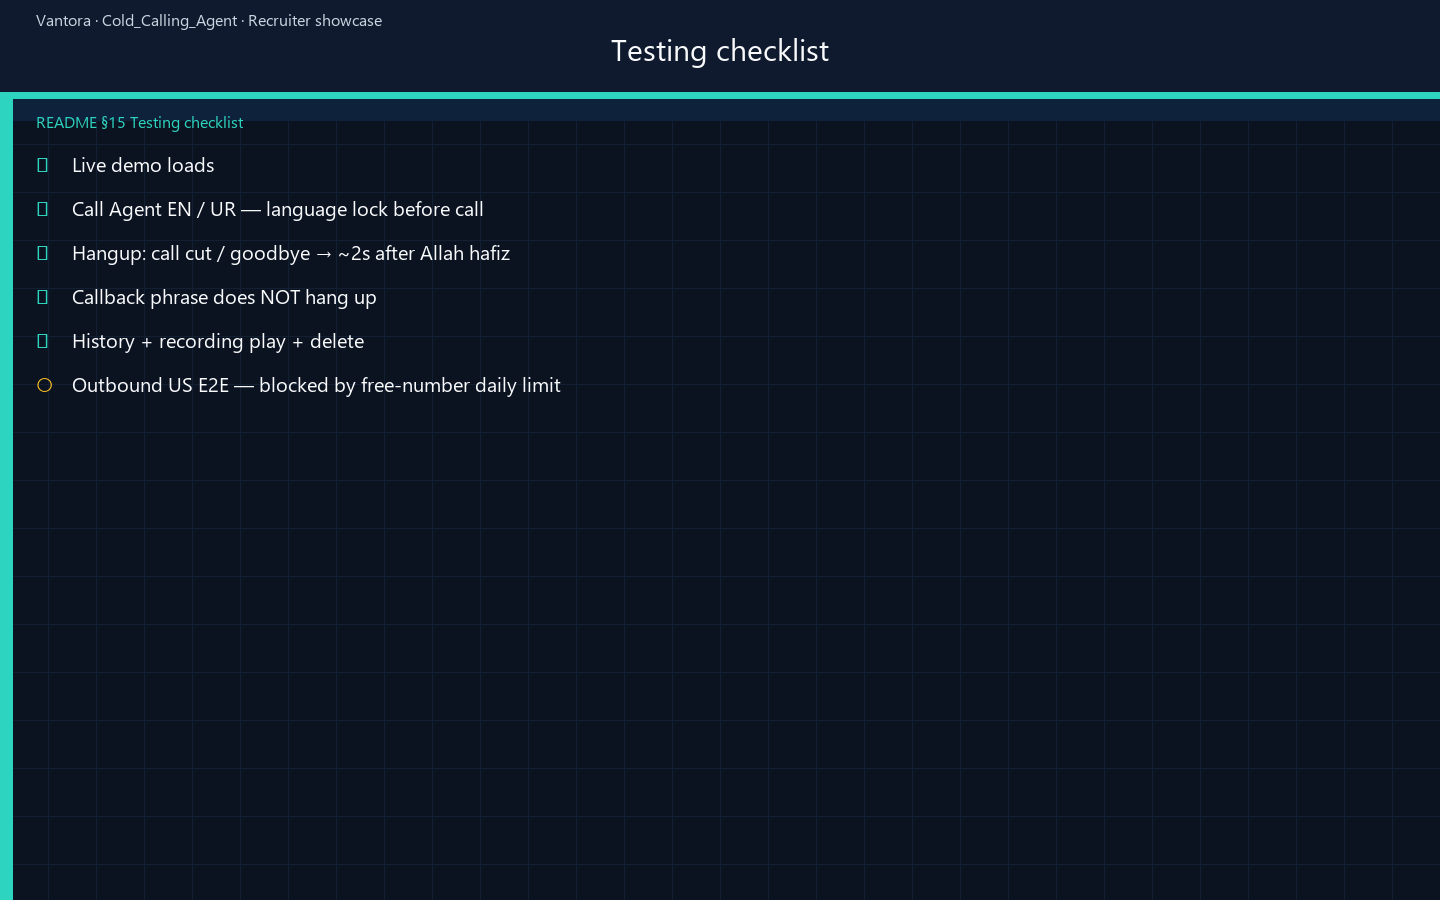 Vantora · Cold_Calling_Agent · Recruiter showcase
Testing checklist
README §15 Testing checklist
Live demo loads
Call Agent EN / UR — language lock before call
Hangup: call cut / goodbye → ~2s after Allah hafiz
Callback phrase does NOT hang up
History + recording play + delete
○ Outbound US E2E — blocked by free-number daily limit